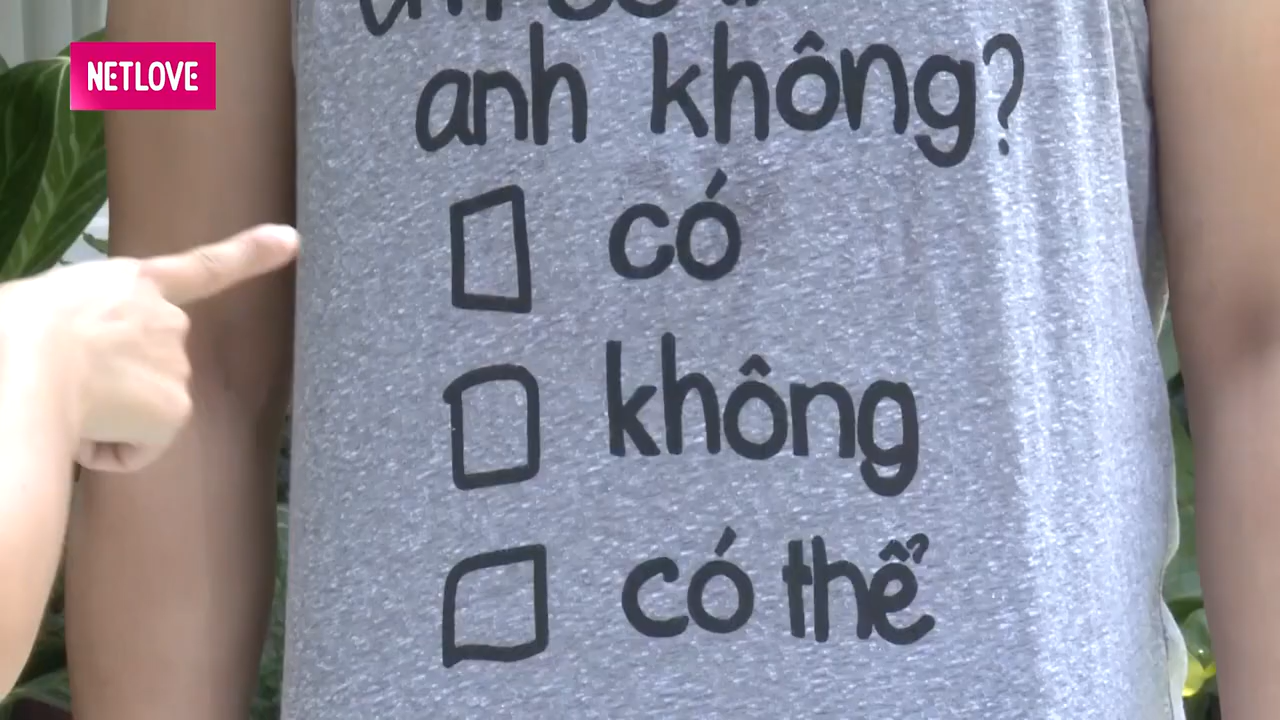 NETLOVE
anh không?
có
không
có thể